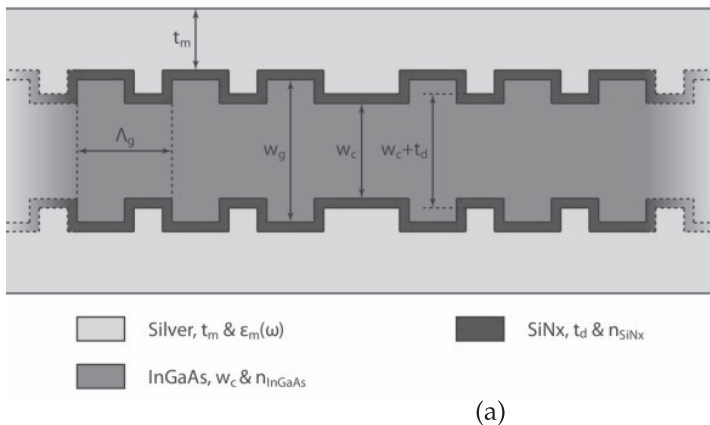 t_m
Λ_g
w_g
w_c
w_c+t_d
Silver, t_m & ε_m(ω)
SiNx, t_d & n_SiNx
InGaAs, w_c & n_InGaAs
(a)